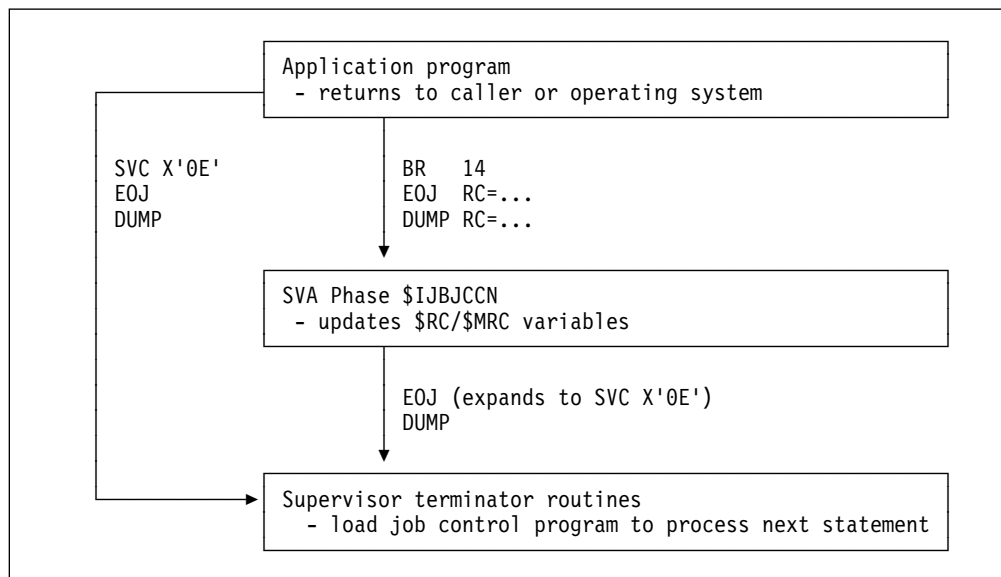 Application program
- returns to caller or operating system
SVC X'0E'
EOJ
DUMP
BR 14
EOJ RC=...
DUMP RC=...
SVA Phase $IJBJCCN
- updates $RC/$MRC variables
EOJ (expands to SVC X'0E')
DUMP
Supervisor terminator routines
- load job control program to process next statement